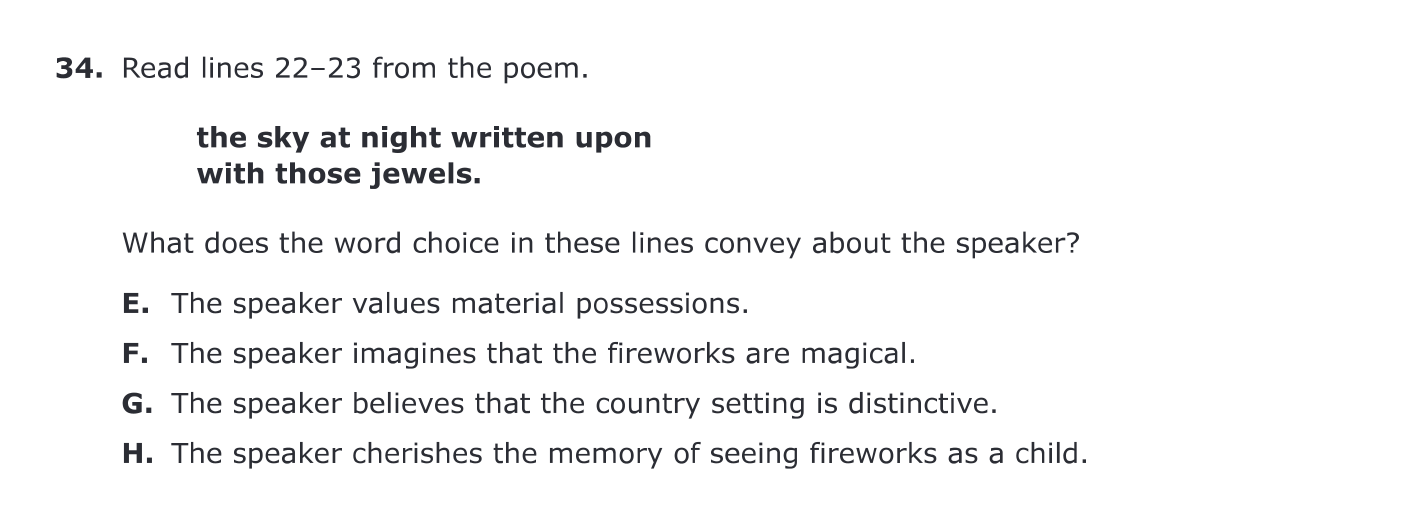 34. Read lines 22–23 from the poem.
the sky at night written upon
with those jewels.
What does the word choice in these lines convey about the speaker?
E. The speaker values material possessions.
F. The speaker imagines that the fireworks are magical.
G. The speaker believes that the country setting is distinctive.
H. The speaker cherishes the memory of seeing fireworks as a child.